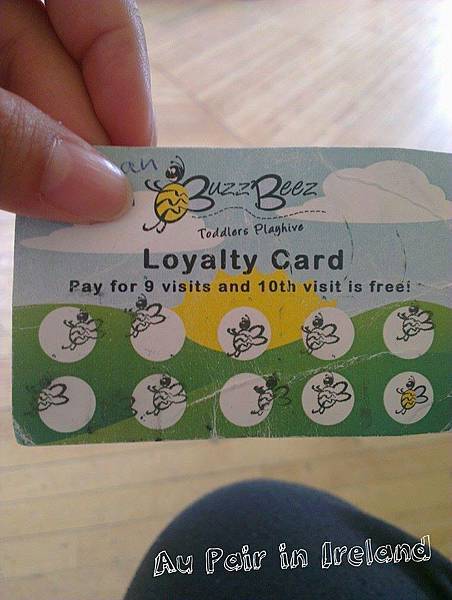 BuzzBeez
Toddlers Playhive
Loyalty Card
Pay for 9 visits and 10th visit is free!
Au Pair in Ireland